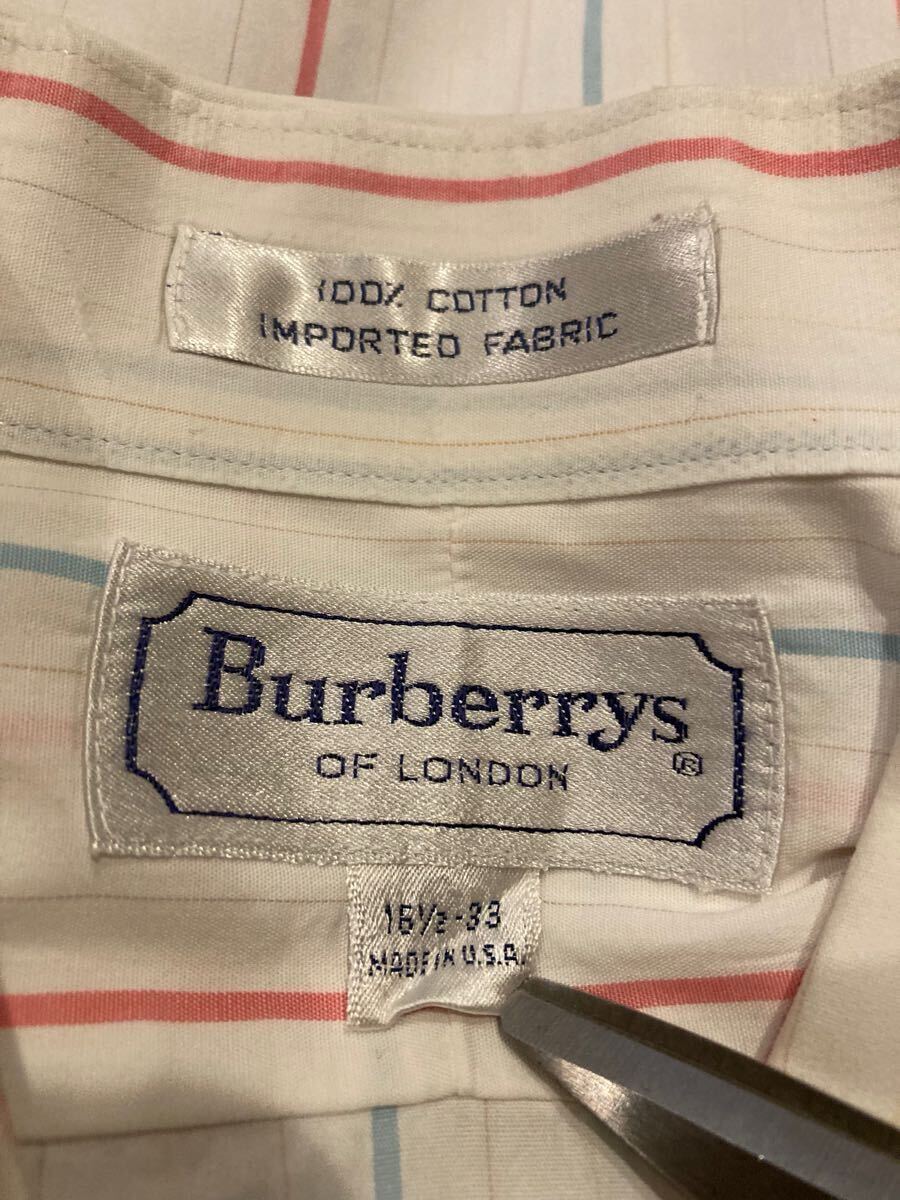 100% COTTON
IMPORTED FABRIC
Burberrys
OF LONDON ®
16½-33
MADE IN U.S.A.